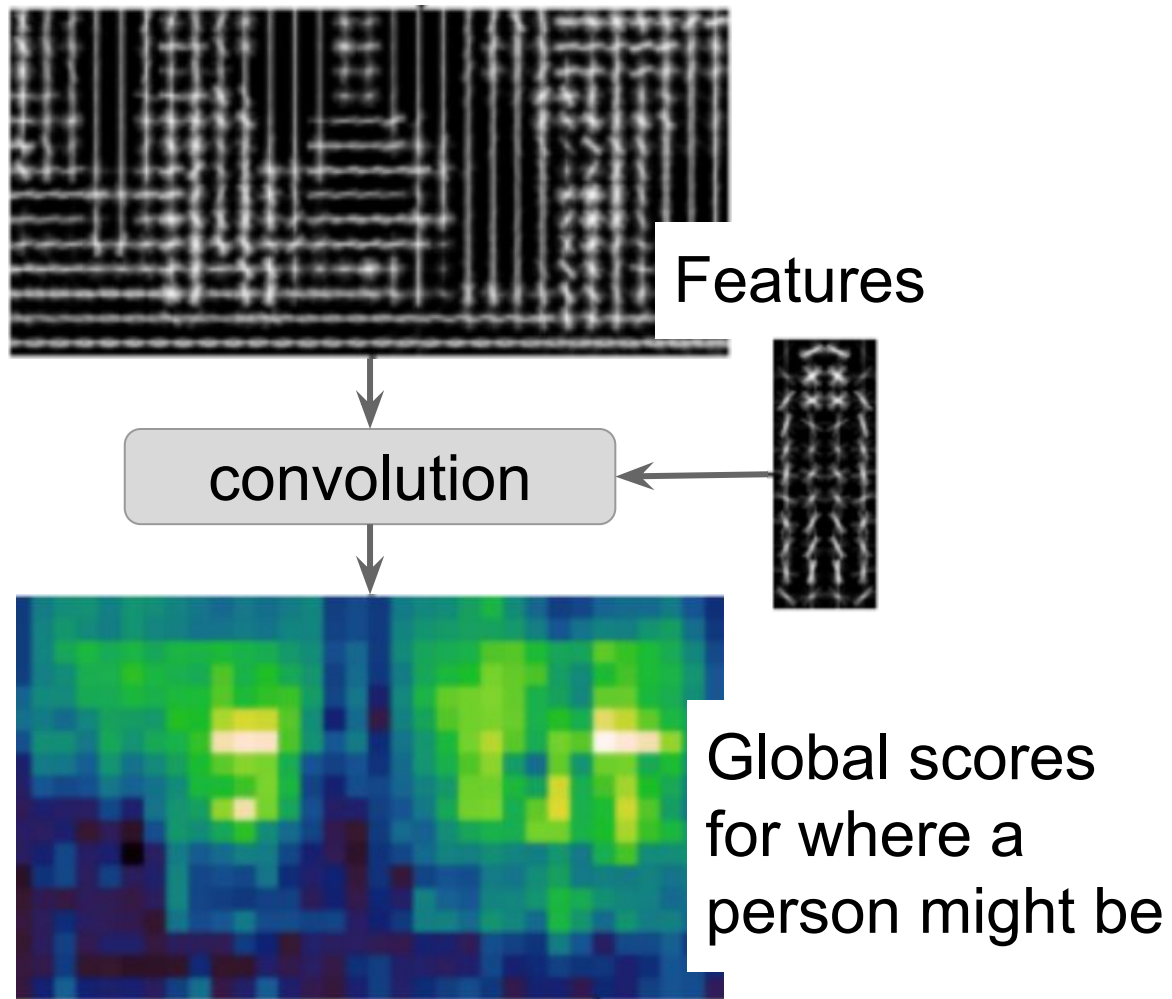 Features
convolution
Global scores
for where a
person might be